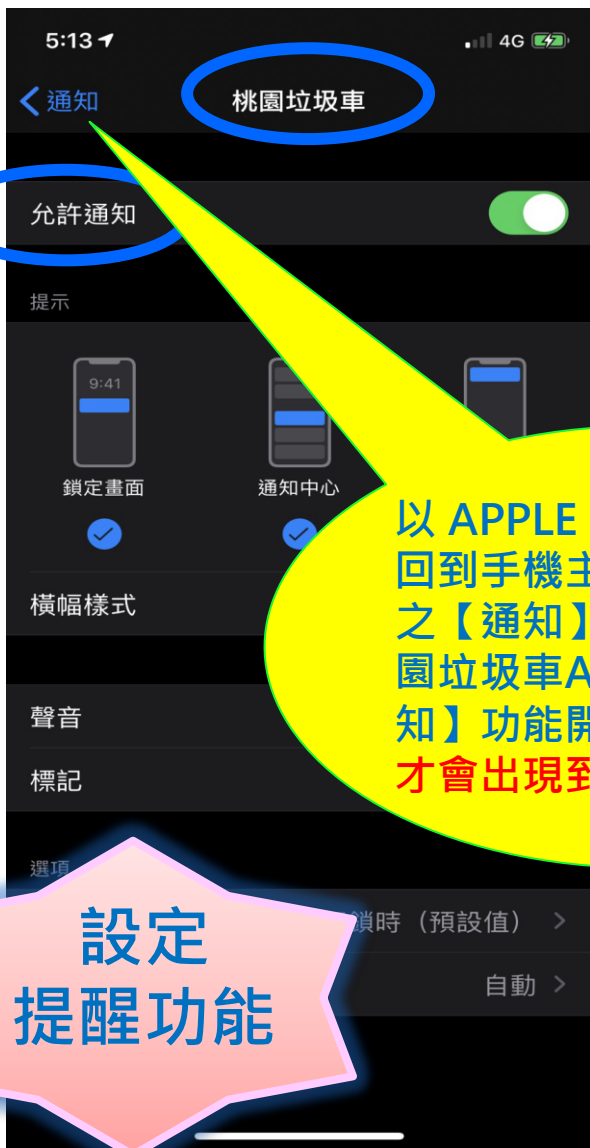 5:13
4G
通知
桃園垃圾車
允許通知
提示
9:41
鎖定畫面
通知中心
以 APPLE
回到手機主
之【通知】
園垃圾車A
知】功能開
才會出現到
橫幅樣式
聲音
標記
選項
鎖時（預設值）
自動
設定
提醒功能